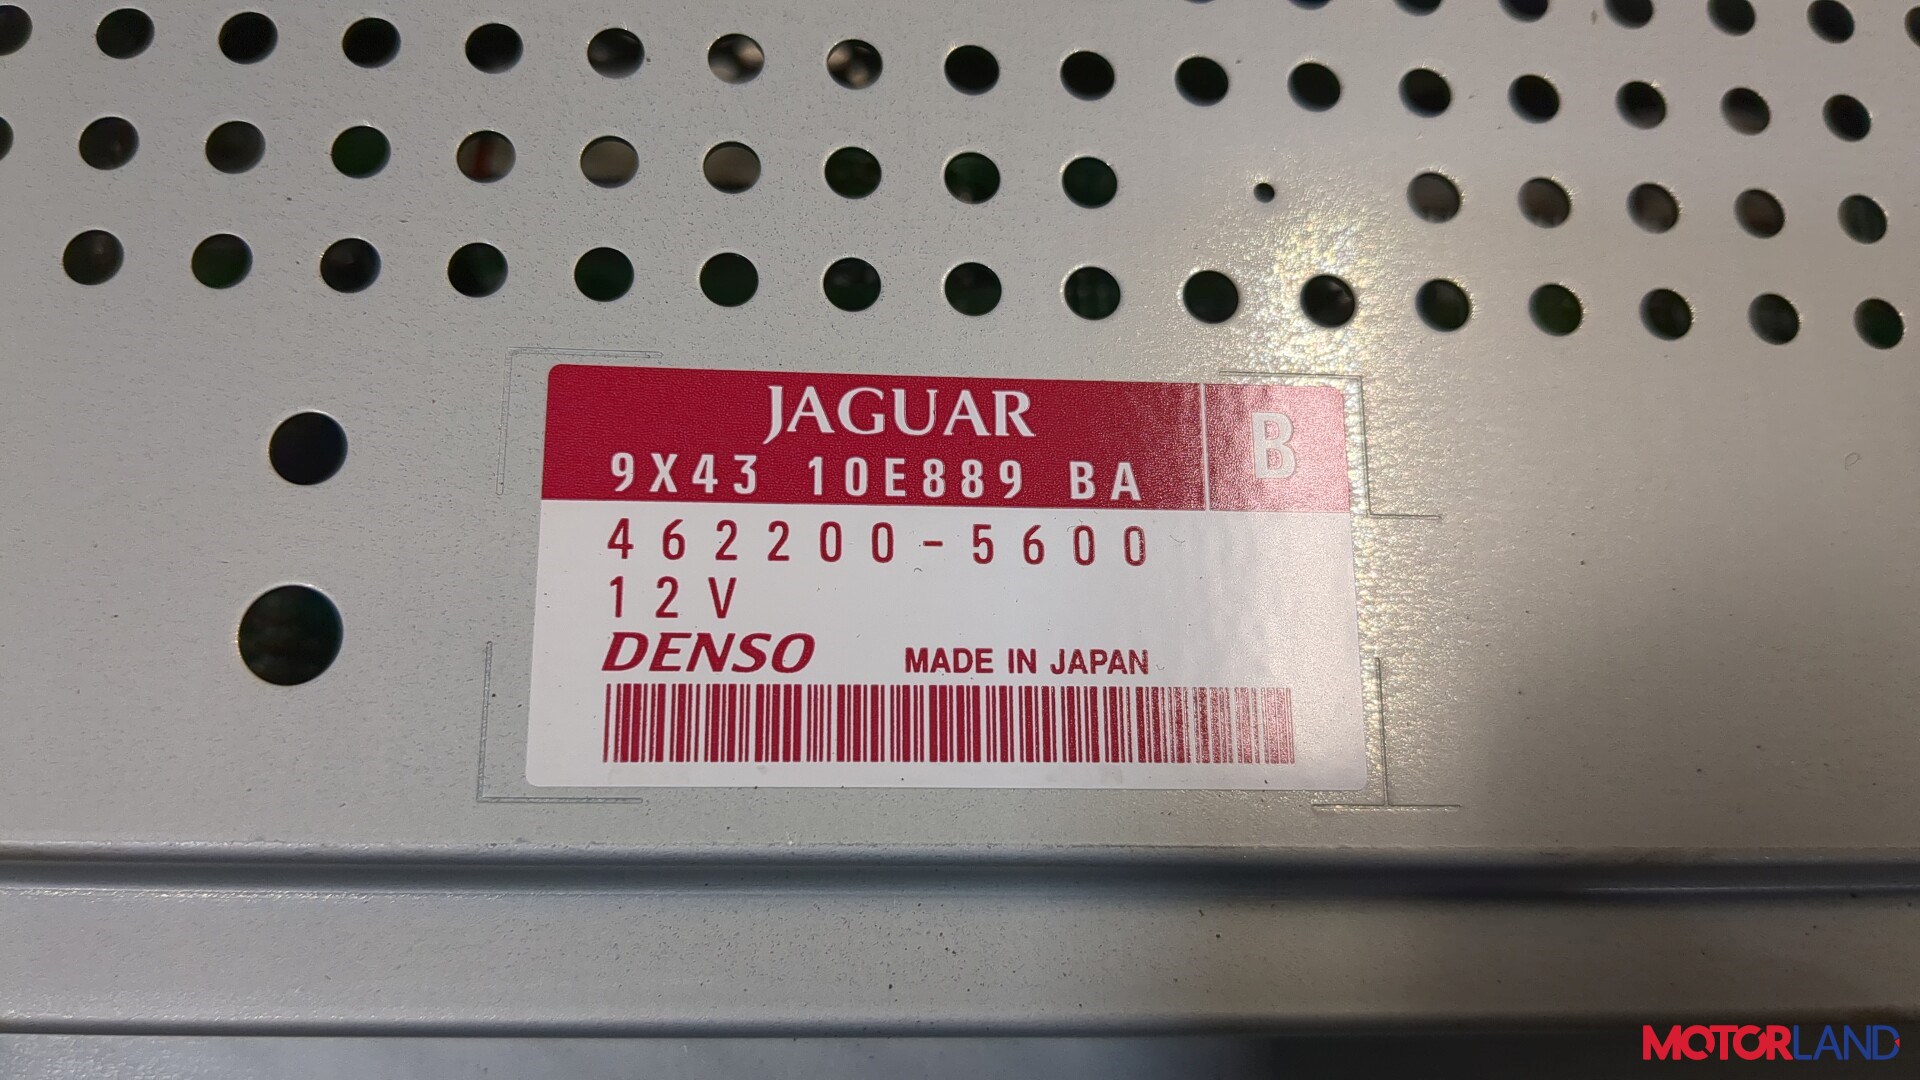 JAGUAR
9X43 10E889 BA
B
462200-5600
12V
DENSO
MADE IN JAPAN
MOTORLAND